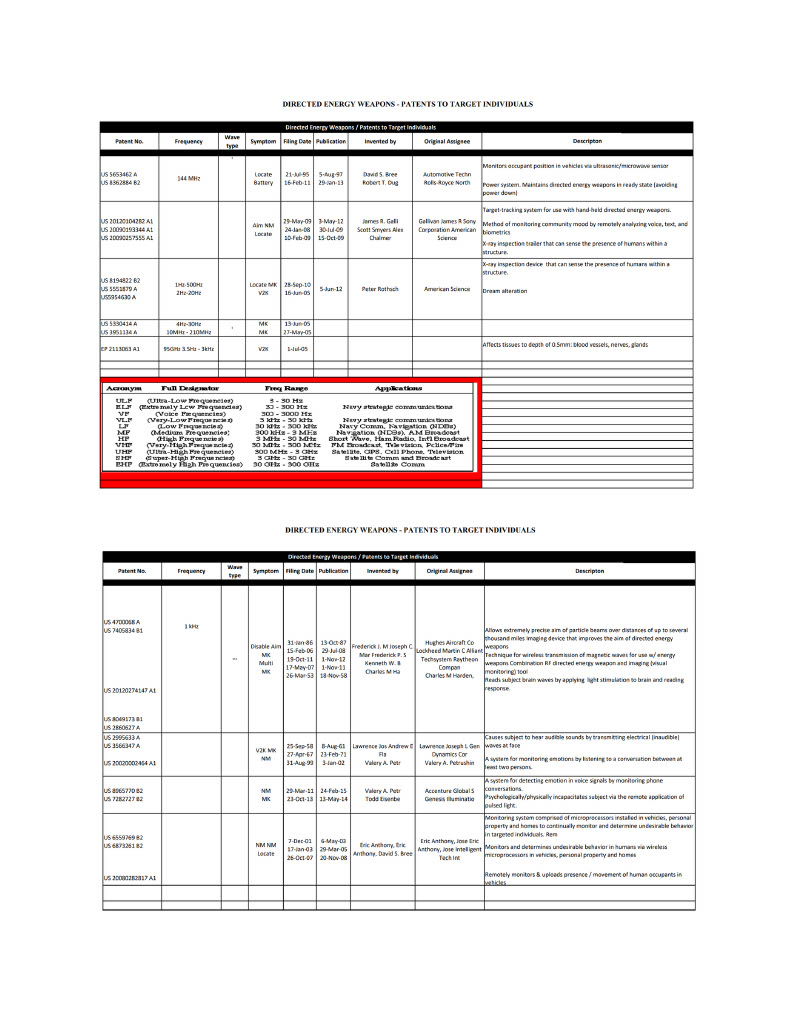 DIRECTED ENERGY WEAPONS - PATENTS TO TARGET INDIVIDUALS
Directed Energy Weapons / Patents to Target Individuals
Patent No. Frequency Wave type Symptom Filing Date Publication Invented by Original Assignee Descripton
Monitors occupant position in vehicles via ultrasonic/microwave sensor
US 5653462 A 144 MHz Locate 21-Jul-95 5-Aug-97 David S. Bree Automotive Techn
US 8362884 B2 Battery 16-Feb-11 29-Jan-13 Robert T. Dug Rolls-Royce North
Power system. Maintains directed energy weapons in ready state (avoiding
power down)
Target-tracking system for use with hand-held directed energy weapons.
US 20120104282 A1 29-May-09 3-May-12 James R. Galli Gallivan James R Sony
US 20090193344 A1 Aim NM 24-Jan-08 30-Jul-09 Scott Smyers Alex Corporation American
US 20090257555 A1 Locate 10-Feb-09 15-Oct-09 Chalmer Science
Method of monitoring community mood by remotely analyzing voice, text, and
biometrics
X-ray inspection trailer that can sense the presence of humans within a
structure.
X-ray inspection device that can sense the presence of humans within a
structure.
US 8194822 B2 1Hz-500Hz Locate MK 28-Sep-10 5-Jun-12 Peter Rothsch American Science
US 5551879 A 2Hz-20Hz V2K 16-Jun-05 Dream alteration
US5954630 A
US 5330414 A 4Hz-30Hz MK 13-Jun-05
US 3951134 A 10MHz - 210MHz MK 27-May-05
EP 2113063 A1 95GHz 3.5Hz - 3kHz V2K 1-Jul-05 Affects tissues to depth of 0.5mm: blood vessels, nerves, glands
Acronym Full Designator Freq Range Applications
ULF (Ultra-Low Frequencies) 3 - 30 Hz
ELF (Extremely Low Frequencies) 30 - 300 Hz Navy strategic communications
VF (Voice Frequencies) 300 - 3000 Hz
VLF (Very-Low Frequencies) 3 kHz - 30 kHz Navy strategic communications
LF (Low Frequencies) 30 kHz - 300 kHz Navy Comm, Navigation (NDBs)
MF (Medium Frequencies) 300 kHz - 3 MHz Navigation (NDBs), AM Broadcast
HF (High Frequencies) 3 MHz - 30 MHz Short Wave, Ham Radio, Int'l Broadcast
VHF (Very-High Frequencies) 30 MHz - 300 MHz FM Broadcast, Television, Police/Fire
UHF (Ultra-High Frequencies) 300 MHz - 3 GHz Satellite, GPS, Cell Phone, Television
SHF (Super-High Frequencies) 3 GHz - 30 GHz Satellite Comm and Broadcast
EHF (Extremely High Frequencies) 30 GHz - 300 GHz Satellite Comm
DIRECTED ENERGY WEAPONS - PATENTS TO TARGET INDIVIDUALS
Directed Energy Weapons / Patents to Target Individuals
Patent No. Frequency Wave type Symptom Filing Date Publication Invented by Original Assignee Descripton
US 4700068 A 1 kHz
US 7405834 B1
Disable Aim 31-Jan-86 13-Oct-87 Frederick J. M Joseph C Hughes Aircraft Co
MK 15-Feb-06 29-Jul-08 Mar Frederick P. S Lockheed Martin C Alliant
Multi 19-Oct-11 1-Nov-12 Kenneth W. B Techsystem Raytheon
MK 17-May-07 1-Nov-11 Charles M Ha Compan
26-Mar-53 18-Nov-58 Charles M Harden,
Allows extremely precise aim of particle beams over distances of up to several
thousand miles Imaging device that improves the aim of directed energy
weapons
Technique for wireless transmission of magnetic waves for use w/ energy
weapons Combination RF directed energy weapon and imaging (visual
monitoring) tool
Reads subject brain waves by applying light stimulation to brain and reading
response.
US 20120274147 A1
US 8049173 B1
US 2860627 A
US 2995633 A
US 3566347 A
US 20020002464 A1
V2K MK 25-Sep-58 8-Aug-61 Lawrence Jos Andrew E Lawrence Joseph L Gen
NM 27-Apr-67 23-Feb-71 Fla Dynamics Cor
31-Aug-99 3-Jan-02 Valery A. Petr Valery A. Petrushin
Causes subject to hear audible sounds by transmitting electrical (inaudible)
waves at face
A system for monitoring emotions by listening to a conversation between at
least two persons.
US 8965770 B2 NM 29-Mar-11 24-Feb-15 Valery A. Petr Accenture Global S
US 7282727 B2 MK 23-Oct-13 13-May-14 Todd Eisenbe Genesis Illuminatio
A system for detecting emotion in voice signals by monitoring phone
conversations.
Psychologically/physically incapacitates subject via the remote application of
pulsed light.
Monitoring system comprised of microprocessors installed in vehicles, personal
property and homes to continually monitor and determine undesirable behavior
in targeted individuals. Rem
US 6559769 B2 NM NM 7-Dec-01 6-May-03 Eric Anthony, Eric Eric Anthony, Jose Eric
US 6873261 B2 Locate 17-Jan-03 29-Mar-05 Anthony, David S. Bree Anthony, Jose Intelligent
26-Oct-07 20-Nov-08 Tech Int
Monitors and determines undesirable behavior in humans via wireless
microprocessors in vehicles, personal property and homes
US 20080282817 A1
Remotely monitors & uploads presence / movement of human occupants in
vehicles